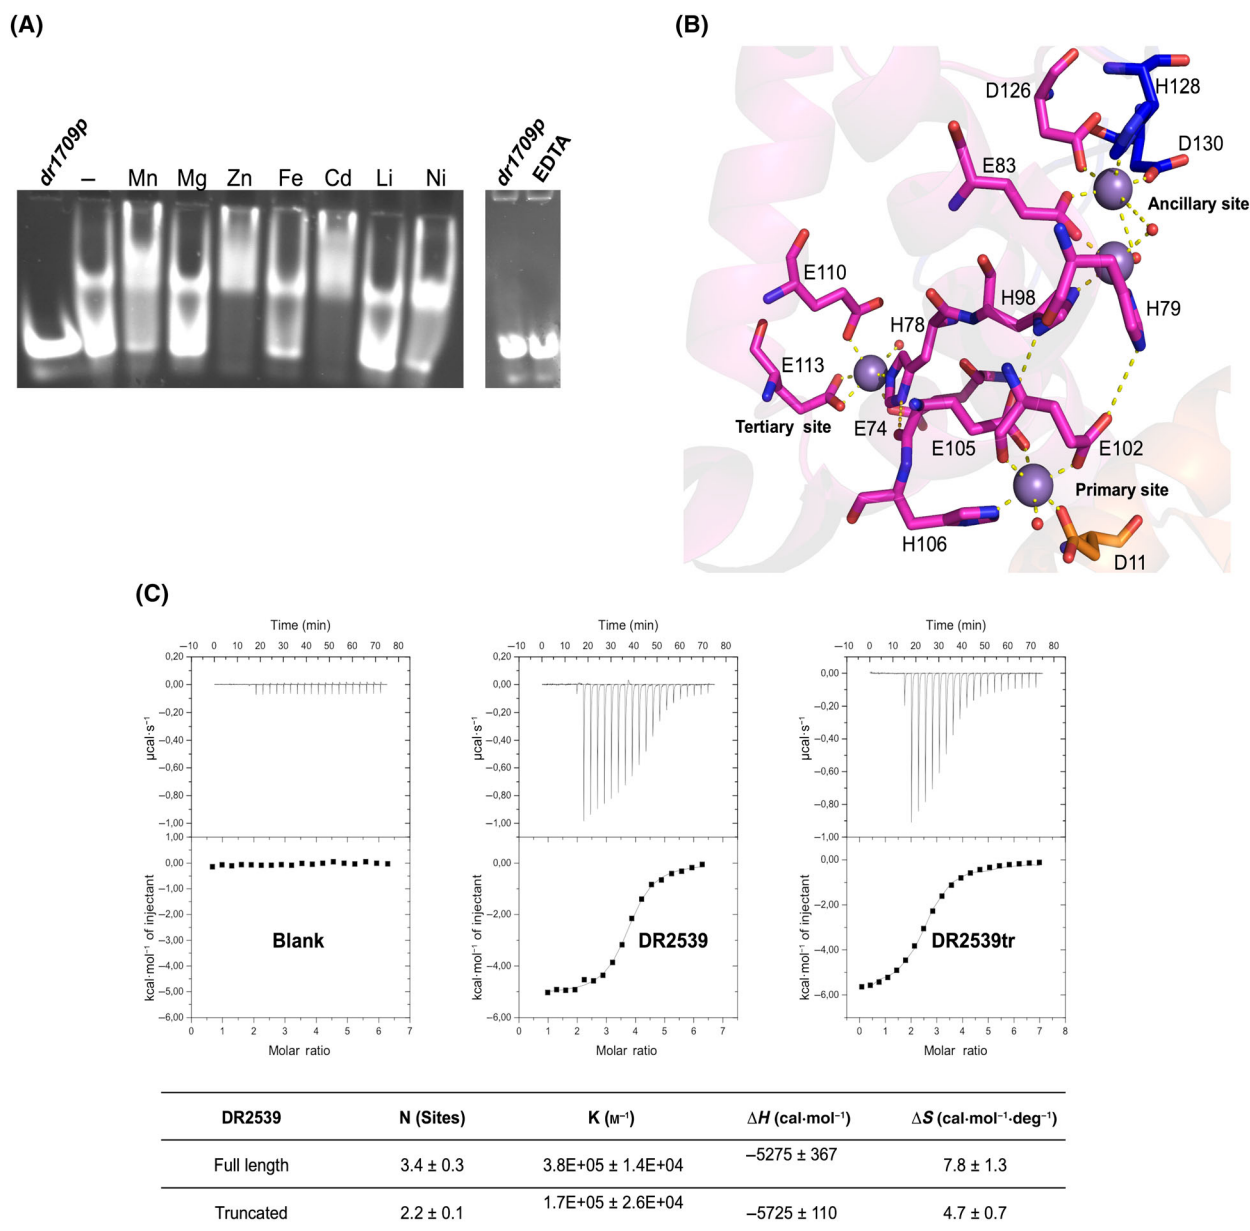 (A)
dr1709p
– Mn Mg Zn Fe Cd Li Ni
dr1709p
EDTA
(B)
D126
H128
D130
E83
Ancillary site
E110
H98
H78
H79
E113
Tertiary site
E74
E105
E102
Primary site
H106
D11
(C)
Time (min)
–10 0 10 20 30 40 50 60 70 80
0,20
0,00
–0,20
–0,40
–0,60
–0,80
–1,00
µcal·s⁻¹
1,00
0,00
–1,00
–2,00
–3,00
–4,00
–5,00
–6,00
kcal·mol⁻¹ of injectant
Blank
0 1 2 3 4 5 6 7
Molar ratio
Time (min)
–10 0 10 20 30 40 50 60 70 80
0,00
–0,20
–0,40
–0,60
–0,80
–1,00
µcal·s⁻¹
0,00
–2,00
–4,00
–6,00
kcal·mol⁻¹ of injectant
DR2539
0 1 2 3 4 5 6 7
Molar ratio
Time (min)
–10 0 10 20 30 40 50 60 70 80
0,00
–0,20
–0,40
–0,60
–0,80
–1,00
µcal·s⁻¹
0,00
–2,00
–4,00
–6,00
kcal·mol⁻¹ of injectant
DR2539tr
0 1 2 3 4 5 6 7 8
Molar ratio
DR2539 N (Sites) K (M⁻¹) ΔH (cal·mol⁻¹) ΔS (cal·mol⁻¹·deg⁻¹)
Full length 3.4 ± 0.3 3.8E+05 ± 1.4E+04 –5275 ± 367 7.8 ± 1.3
Truncated 2.2 ± 0.1 1.7E+05 ± 2.6E+04 –5725 ± 110 4.7 ± 0.7